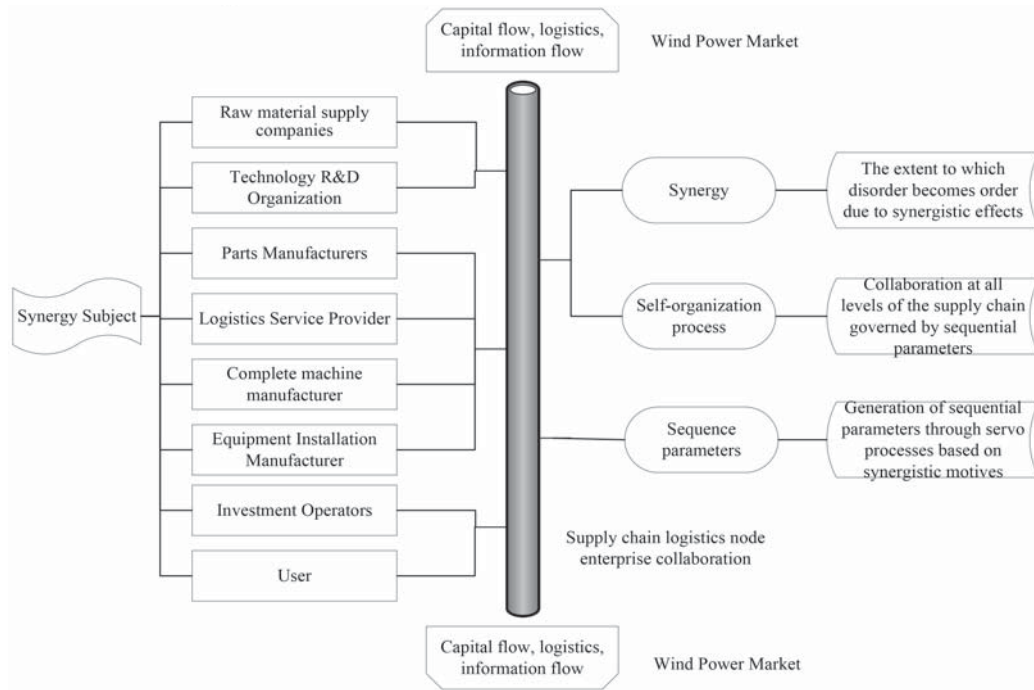 Capital flow, logistics,
information flow
Wind Power Market
Raw material supply
companies
Technology R&D
Organization
Parts Manufacturers
Synergy Subject
Logistics Service Provider
Complete machine
manufacturer
Equipment Installation
Manufacturer
Investment Operators
User
Synergy
The extent to which
disorder becomes order
due to synergistic effects
Self-organization
process
Collaboration at all
levels of the supply chain
governed by sequential
parameters
Sequence
parameters
Generation of sequential
parameters through servo
processes based on
synergistic motives
Supply chain logistics node
enterprise collaboration
Capital flow, logistics,
information flow
Wind Power Market